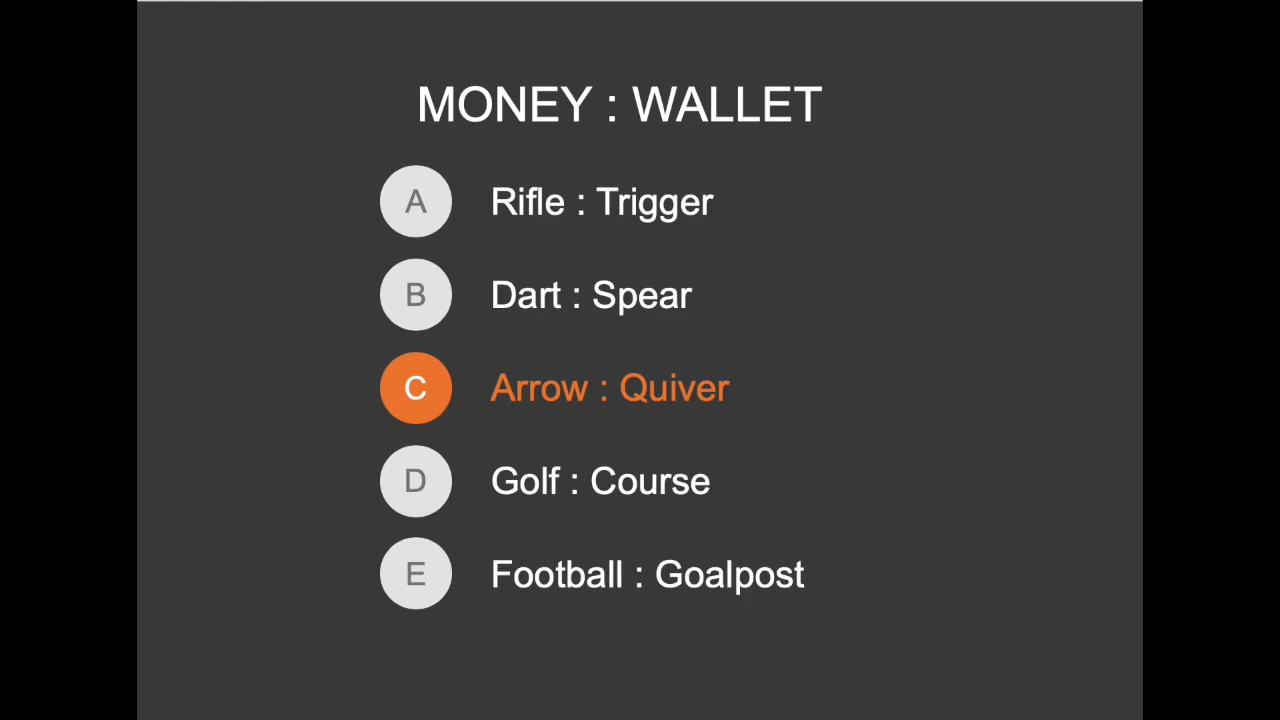 MONEY : WALLET
A Rifle : Trigger
B Dart : Spear
C Arrow : Quiver
D Golf : Course
E Football : Goalpost